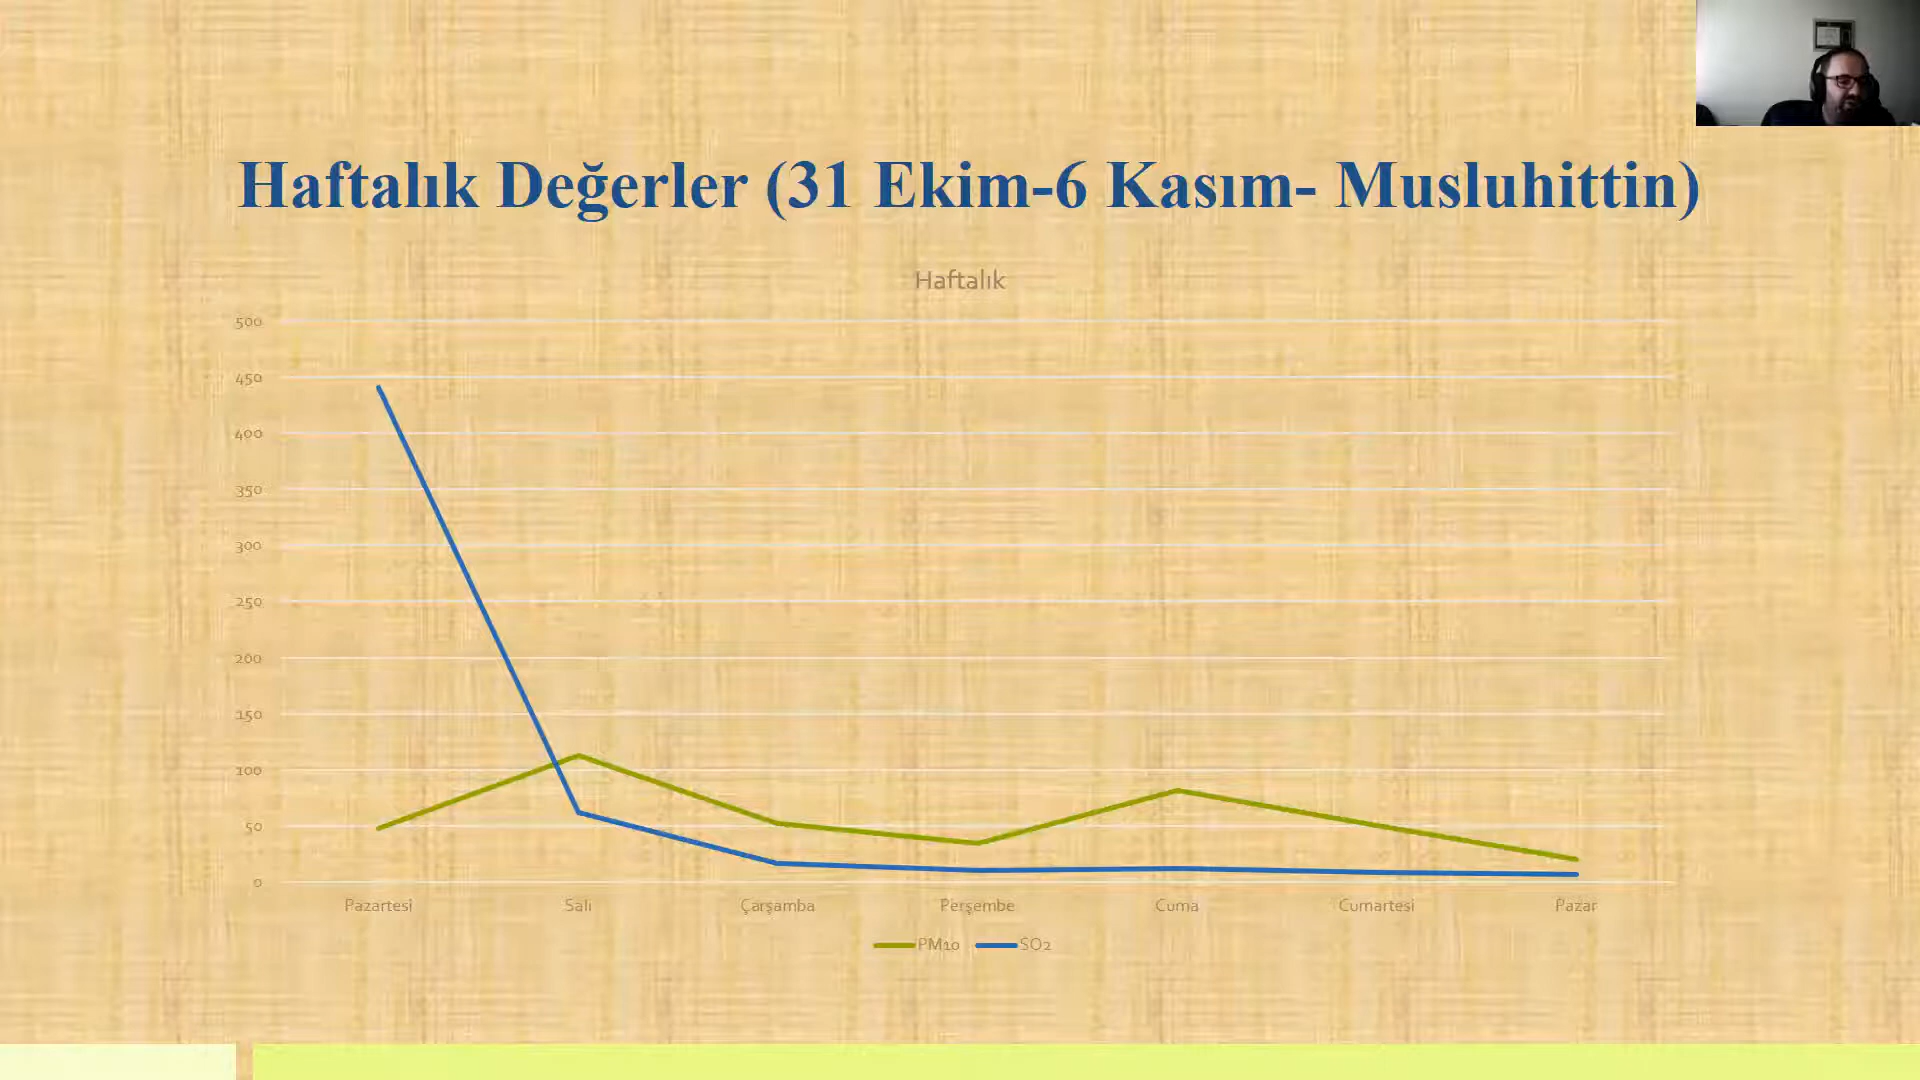 Haftalık Değerler (31 Ekim-6 Kasım- Musluhittin)
Haftalık
500
450
400
350
300
250
200
150
100
50
0
Pazartesi Salı Çarşamba Perşembe Cuma Cumartesi Pazar
PM10 SO2